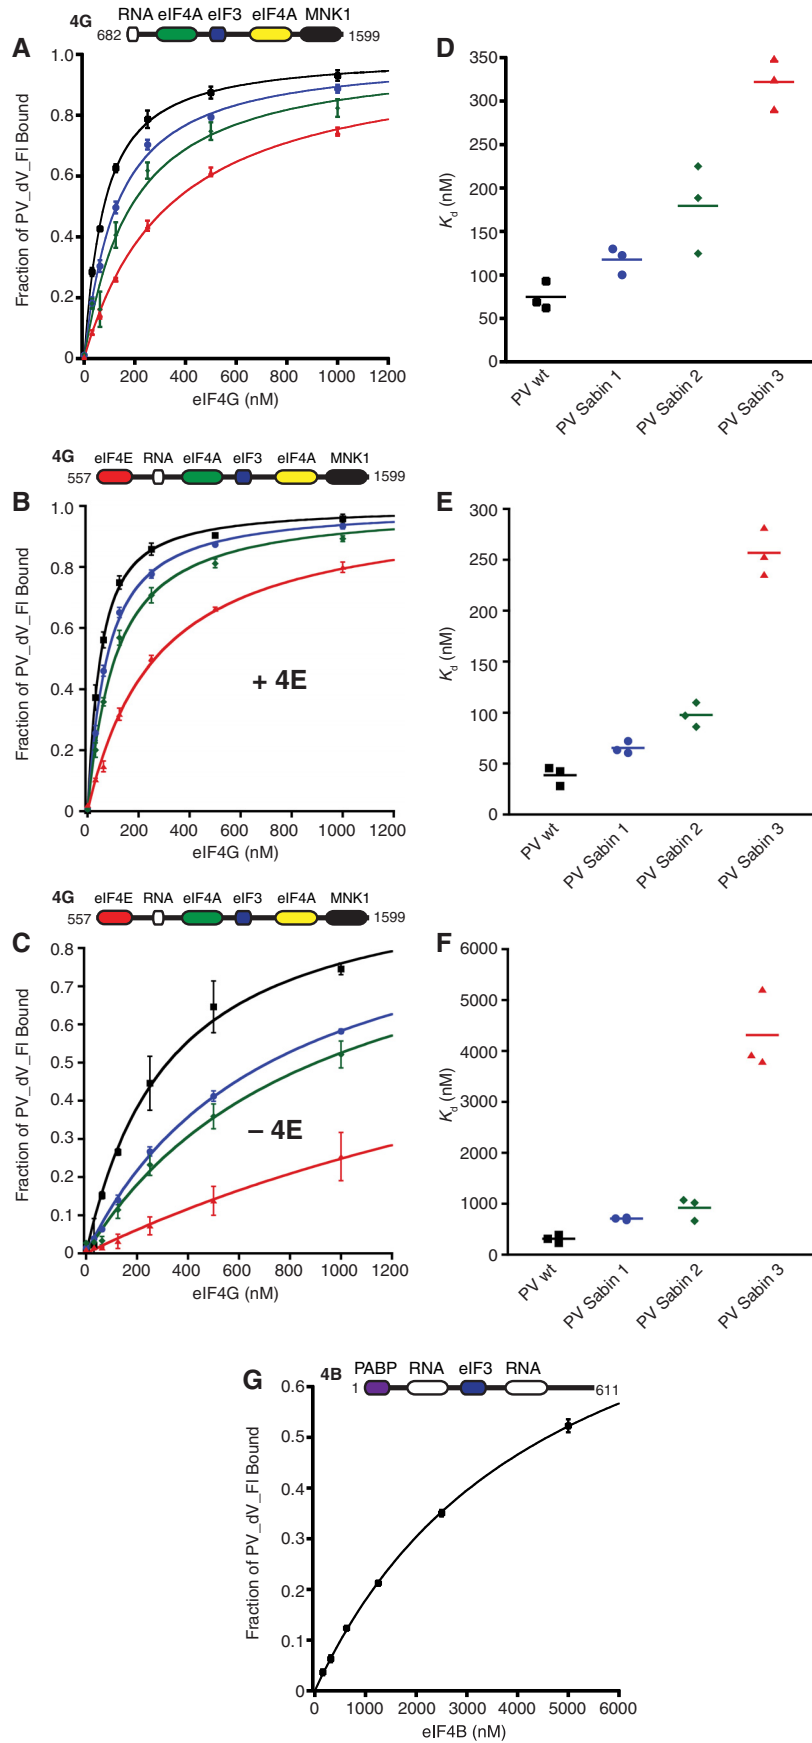 4G RNA eIF4A eIF3 eIF4A MNK1
682 1599
A
1.0
0.8
0.6
0.4
0.2
0
Fraction of PV_dV_Fl Bound
0 200 400 600 800 1000 1200
eIF4G (nM)
D
350
300
250
200
150
100
50
0
Kd (nM)
PV wt
PV Sabin 1
PV Sabin 2
PV Sabin 3
4G eIF4E RNA eIF4A eIF3 eIF4A MNK1
557 1599
B
1.0
0.8
0.6
0.4
0.2
0
Fraction of PV_dV_Fl Bound
+ 4E
0 200 400 600 800 1000 1200
eIF4G (nM)
E
300
250
200
150
100
50
0
Kd (nM)
PV wt
PV Sabin 1
PV Sabin 2
PV Sabin 3
4G eIF4E RNA eIF4A eIF3 eIF4A MNK1
557 1599
C
0.8
0.7
0.6
0.5
0.4
0.3
0.2
0.1
0
Fraction of PV_dV_Fl Bound
– 4E
0 200 400 600 800 1000 1200
eIF4G (nM)
F
6000
5000
4000
3000
2000
1000
0
Kd (nM)
PV wt
PV Sabin 1
PV Sabin 2
PV Sabin 3
G
4B PABP RNA eIF3 RNA
1 611
0.6
0.5
0.4
0.3
0.2
0.1
0
Fraction of PV_dV_Fl Bound
0 1000 2000 3000 4000 5000 6000
eIF4B (nM)